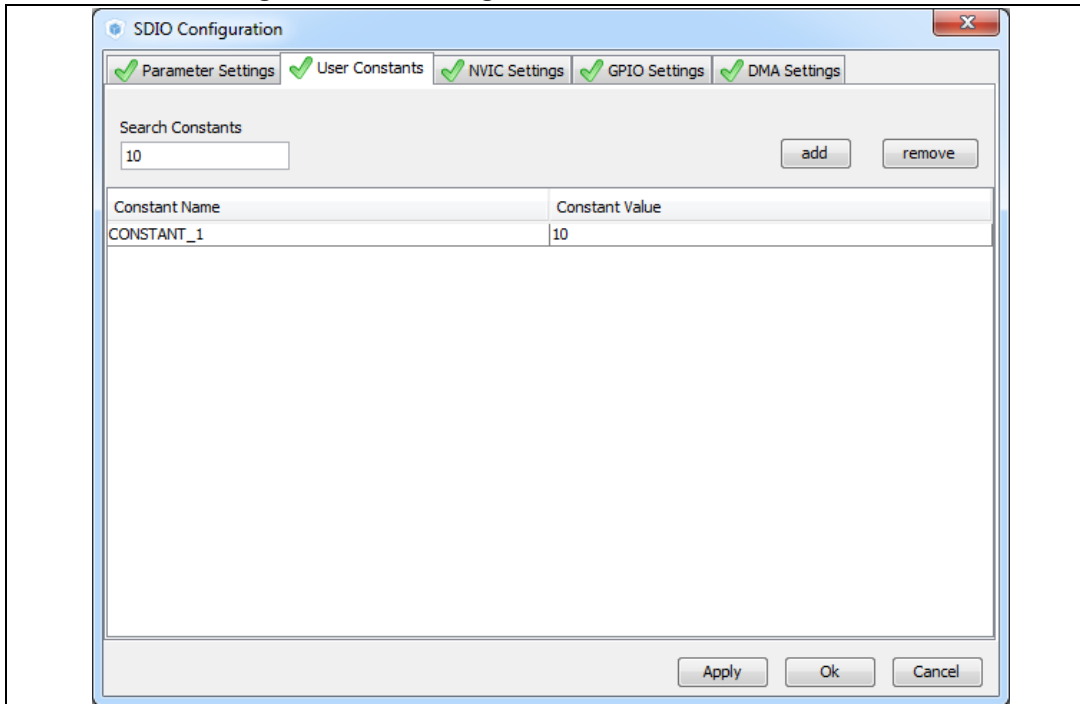 SDIO Configuration
Parameter Settings User Constants NVIC Settings GPIO Settings DMA Settings
Search Constants
10 add remove
Constant Name Constant Value
CONSTANT_1 10
Apply Ok Cancel